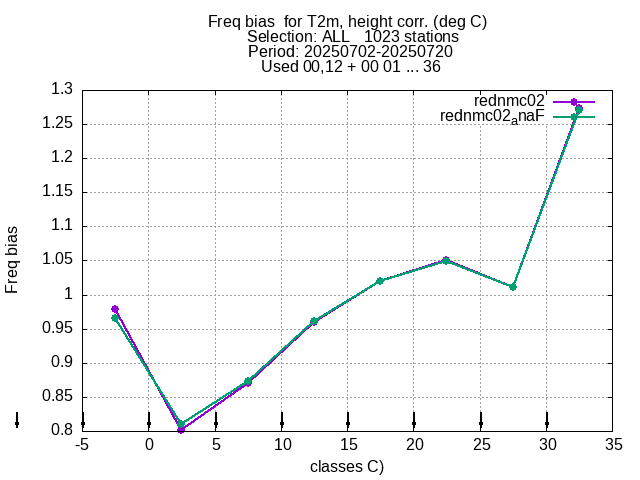 Freq bias  for T2m, height corr. (deg C)
Selection: ALL   1023 stations
Period: 20250702-20250720
Used 00,12 + 00 01 ... 36
rednmc02
rednmc02anaF
1.3
1.25
1.2
1.15
1.1
1.05
1
0.95
0.9
0.85
0.8
Freq bias
-5 0 5 10 15 20 25 30 35
classes C)